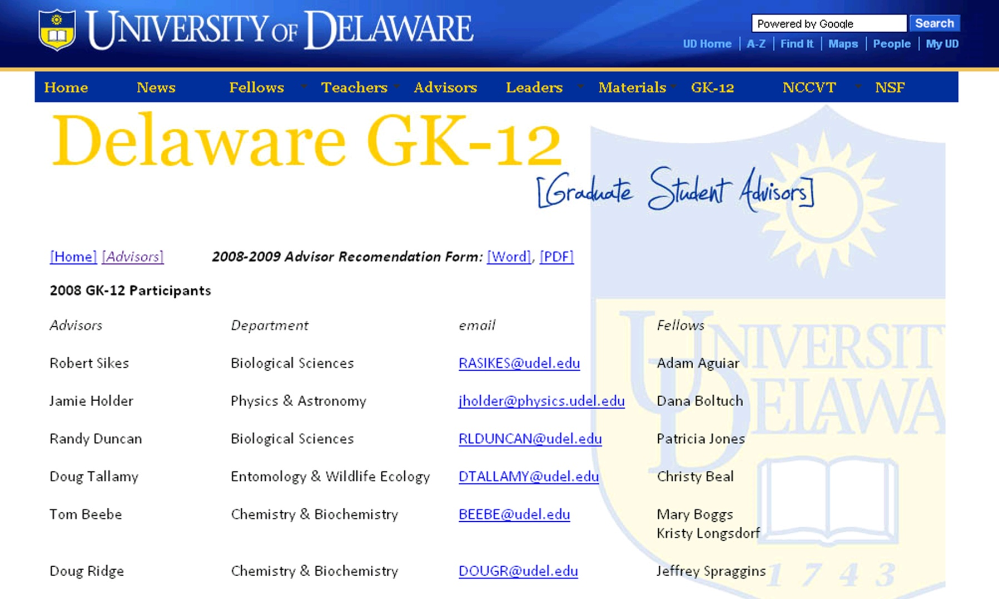 UNIVERSITY OF DELAWARE
Powered by Google Search
UD Home | A-Z | Find It | Maps | People | My UD
Home News Fellows Teachers Advisors Leaders Materials GK-12 NCCVT NSF
Delaware GK-12
[Graduate Student Advisors]
[Home] [Advisors] 2008-2009 Advisor Recomendation Form: [Word], [PDF]
2008 GK-12 Participants
Advisors Department email Fellows
Robert Sikes Biological Sciences RASIKES@udel.edu Adam Aguiar
Jamie Holder Physics & Astronomy jholder@physics.udel.edu Dana Boltuch
Randy Duncan Biological Sciences RLDUNCAN@udel.edu Patricia Jones
Doug Tallamy Entomology & Wildlife Ecology DTALLAMY@udel.edu Christy Beal
Tom Beebe Chemistry & Biochemistry BEEBE@udel.edu Mary Boggs
Kristy Longsdorf
Doug Ridge Chemistry & Biochemistry DOUGR@udel.edu Jeffrey Spraggins
UNIVERSIT
DELAWA
1743